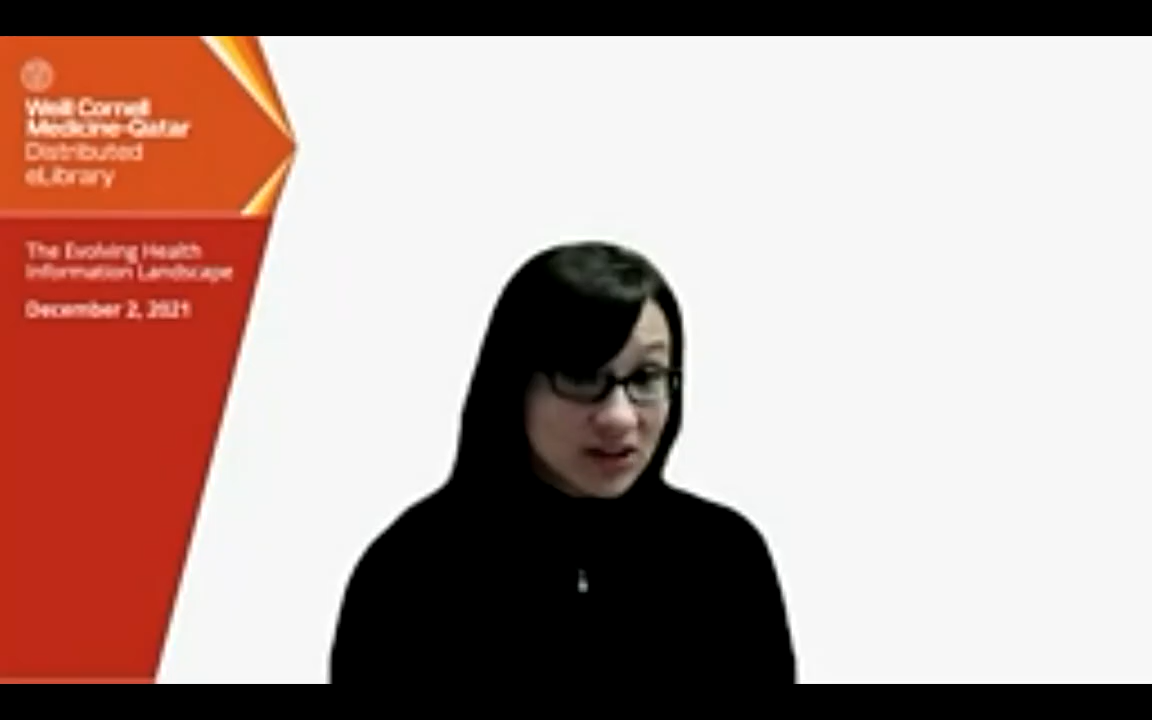 Weill Cornell
Medicine-Qatar
Distributed
eLibrary
The Evolving Health
Information Landscape
December 2, 2021